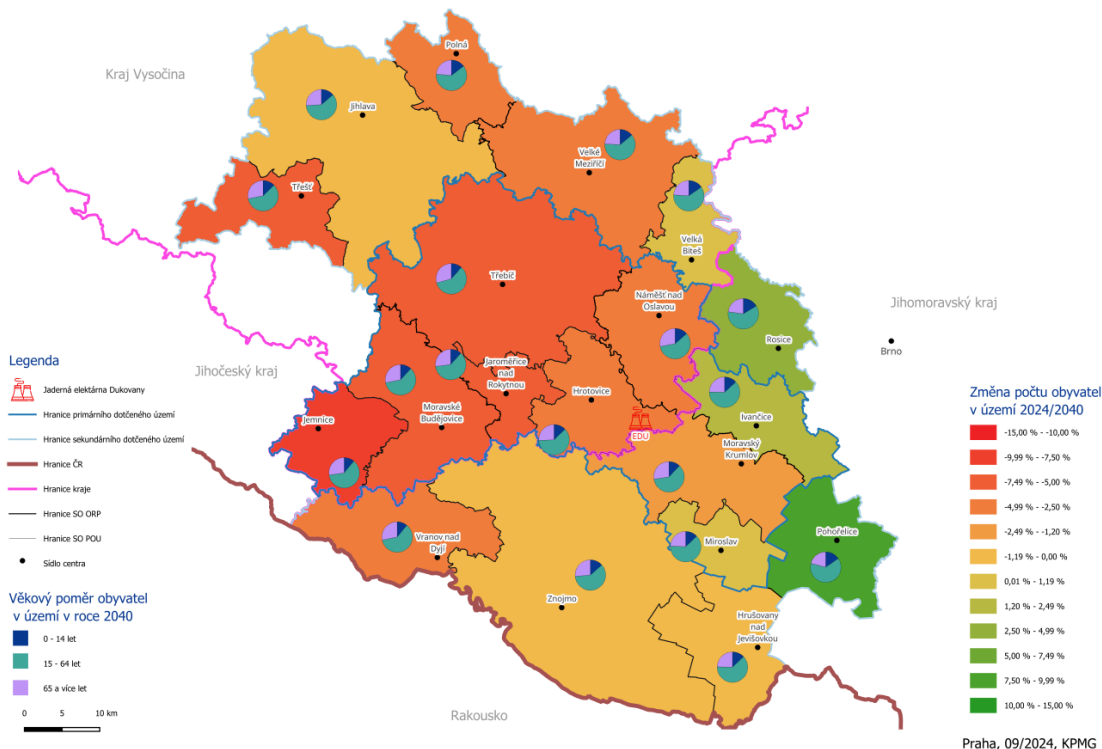 Polná
Kraj Vysočina
Jihlava
Velké
Meziříčí
Třešť
Velká
Bíteš
Třebíč
Náměšť nad
Oslavou
Jihomoravský kraj
Rosice
Brno
Legenda
Jaderná elektárna Dukovany
Hranice primárního dotčeného území
Hranice sekundárního dotčeného území
Hranice ČR
Hranice kraje
Hranice SO ORP
Hranice SO POU
Sídlo centra
Jihočeský kraj
Jaroměřice
nad
Rokytnou
Hrotovice
Moravské
Budějovice
Jemnice
EDU
Ivančice
Moravský
Krumlov
Vranov nad
Dyjí
Miroslav
Pohořelice
Znojmo
Hrušovany
nad
Jevišovkou
Rakousko
Změna počtu obyvatel
v území 2024/2040
-15,00 % - -10,00 %
-9,99 % - -7,50 %
-7,49 % - -5,00 %
-4,99 % - -2,50 %
-2,49 % - -1,20 %
-1,19 % - 0,00 %
0,01 % - 1,19 %
1,20 % - 2,49 %
2,50 % - 4,99 %
5,00 % - 7,49 %
7,50 % - 9,99 %
10,00 % - 15,00 %
Věkový poměr obyvatel
v území v roce 2040
0 - 14 let
15 - 64 let
65 a více let
0 5 10 km
Praha, 09/2024, KPMG